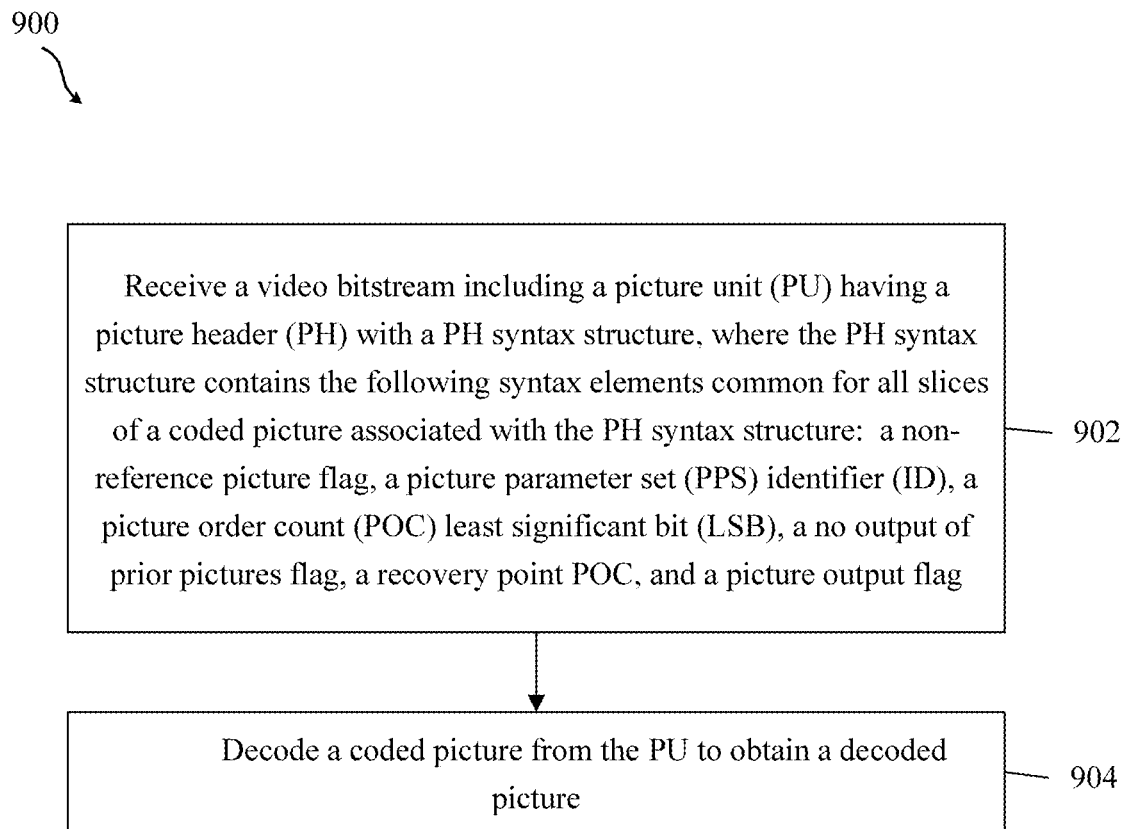 900
Receive a video bitstream including a picture unit (PU) having a
picture header (PH) with a PH syntax structure, where the PH syntax
structure contains the following syntax elements common for all slices
of a coded picture associated with the PH syntax structure: a non-
reference picture flag, a picture parameter set (PPS) identifier (ID), a
picture order count (POC) least significant bit (LSB), a no output of
prior pictures flag, a recovery point POC, and a picture output flag
902
Decode a coded picture from the PU to obtain a decoded
picture
904